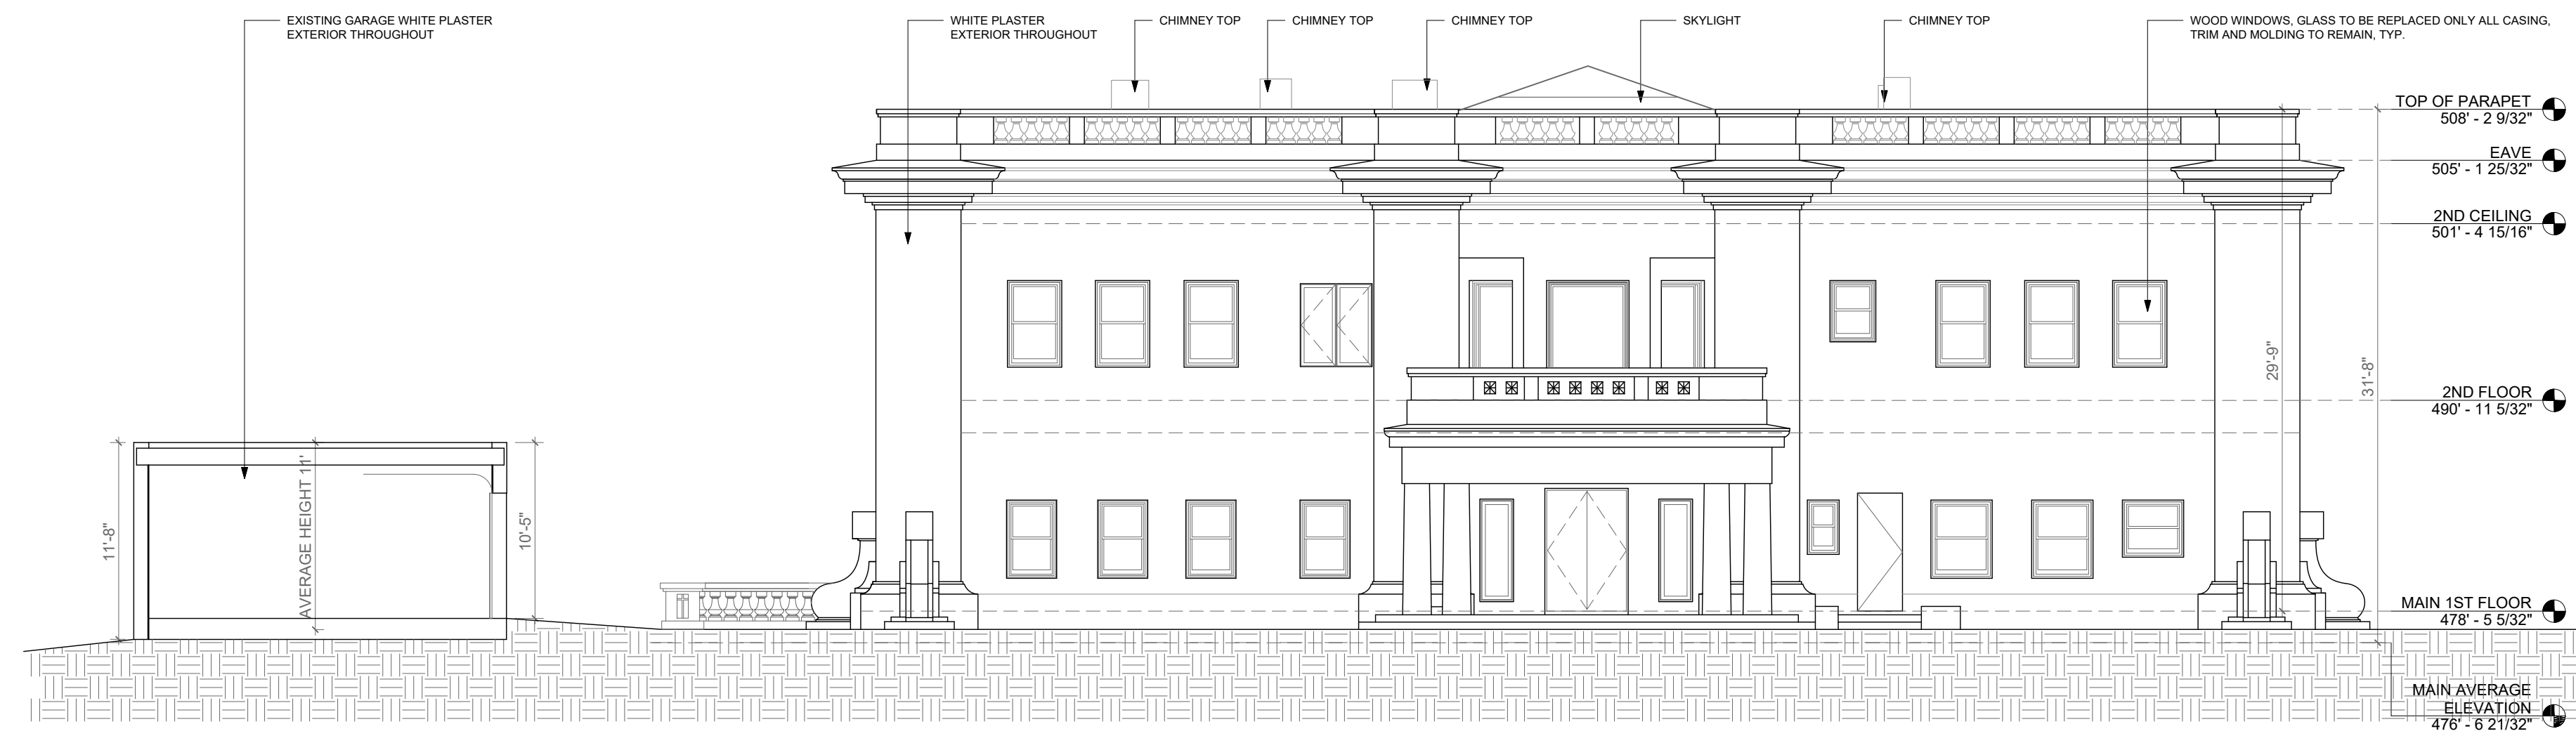 EXISTING GARAGE WHITE PLASTER
EXTERIOR THROUGHOUT
WHITE PLASTER
EXTERIOR THROUGHOUT
CHIMNEY TOP
CHIMNEY TOP
CHIMNEY TOP
SKYLIGHT
CHIMNEY TOP
WOOD WINDOWS, GLASS TO BE REPLACED ONLY ALL CASING,
TRIM AND MOLDING TO REMAIN, TYP.
TOP OF PARAPET
508' - 2 9/32"
EAVE
505' - 1 25/32"
2ND CEILING
501' - 4 15/16"
29'-9"
31'-8"
2ND FLOOR
490' - 11 5/32"
11'-8"
AVERAGE HEIGHT 11'
10'-5"
MAIN 1ST FLOOR
478' - 5 5/32"
MAIN AVERAGE
ELEVATION
476' - 6 21/32"